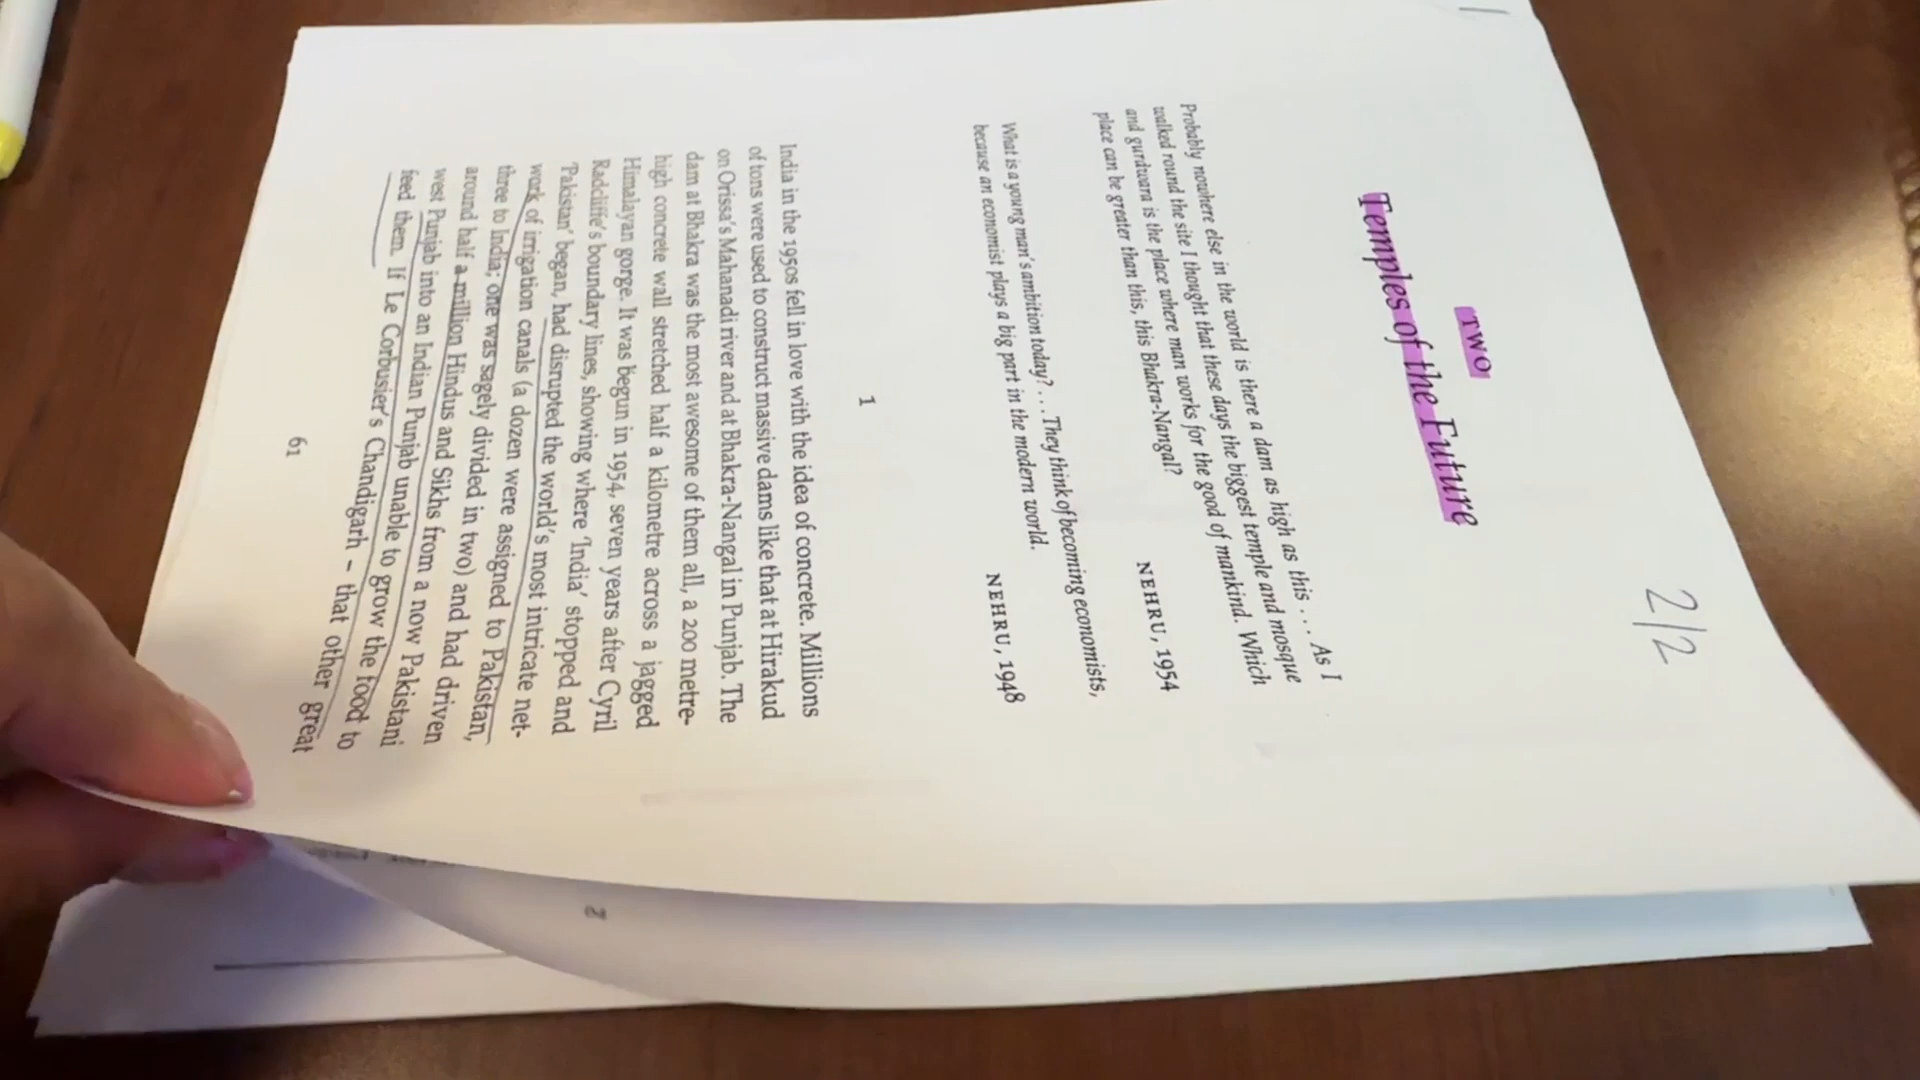 2/2
TWO
Temples of the Future
Probably nowhere else in the world is there a dam as high as this . . . As I
walked round the site I thought that these days the biggest temple and mosque
and gurdwara is the place where man works for the good of mankind. Which
place can be greater than this, this Bhakra-Nangal?
NEHRU, 1954
What is a young man's ambition today? . . . They think of becoming economists,
because an economist plays a big part in the modern world.
NEHRU, 1948
1
India in the 1950s fell in love with the idea of concrete. Millions
of tons were used to construct massive dams like that at Hirakud
on Orissa's Mahanadi river and at Bhakra-Nangal in Punjab. The
dam at Bhakra was the most awesome of them all, a 200 metre-
high concrete wall stretched half a kilometre across a jagged
Himalayan gorge. It was begun in 1954, seven years after Cyril
Radcliffe's boundary lines, showing where 'India' stopped and
'Pakistan' began, had disrupted the world's most intricate net-
work of irrigation canals (a dozen were assigned to Pakistan,
three to India; one was sagely divided in two) and had driven
around half a million Hindus and Sikhs from a now Pakistani
west Punjab into an Indian Punjab unable to grow the food to
feed them. If Le Corbusier's Chandigarh – that other great
61
2